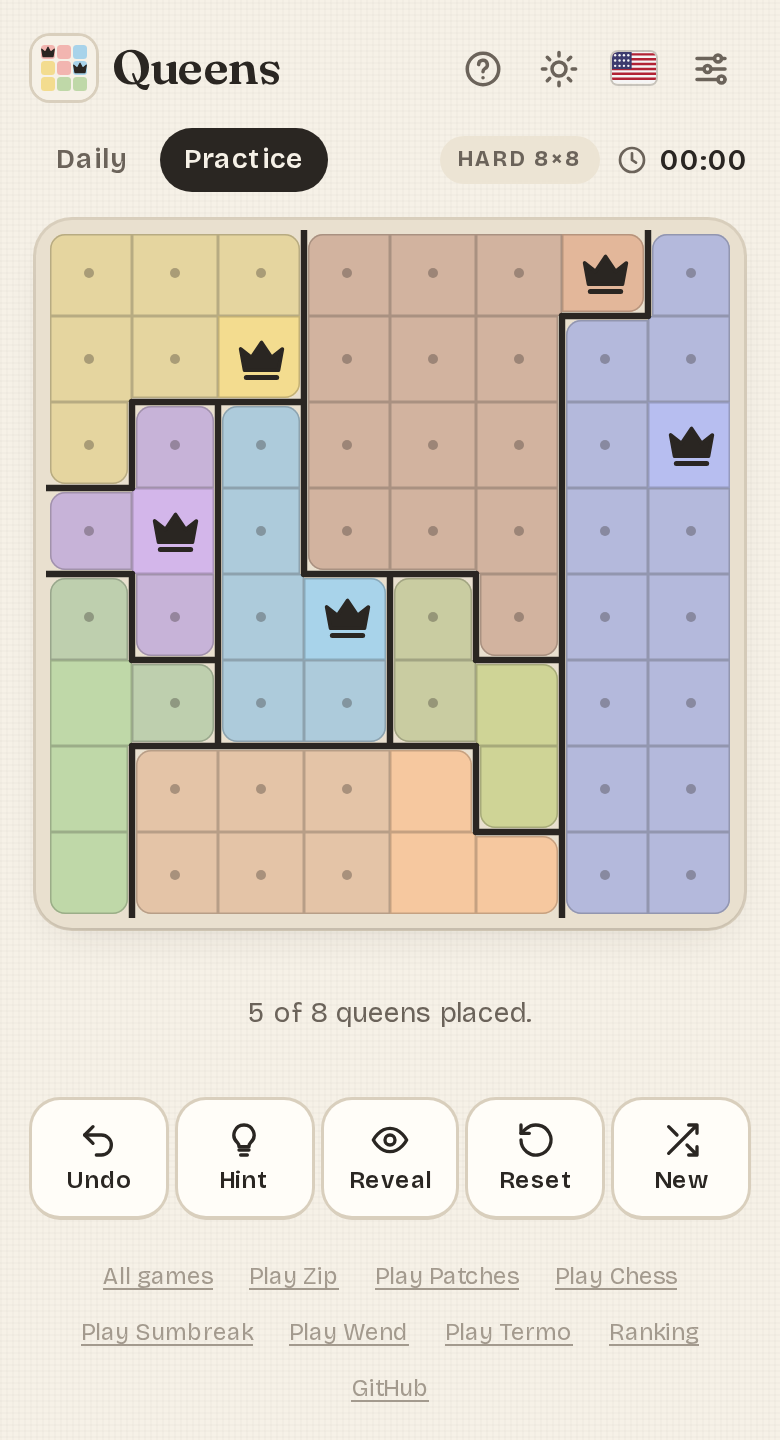 Queens
Daily
Practice
HARD 8×8
00:00
5 of 8 queens placed.
Undo
Hint
Reveal
Reset
New
All games
Play Zip
Play Patches
Play Chess
Play Sumbreak
Play Wend
Play Termo
Ranking
GitHub